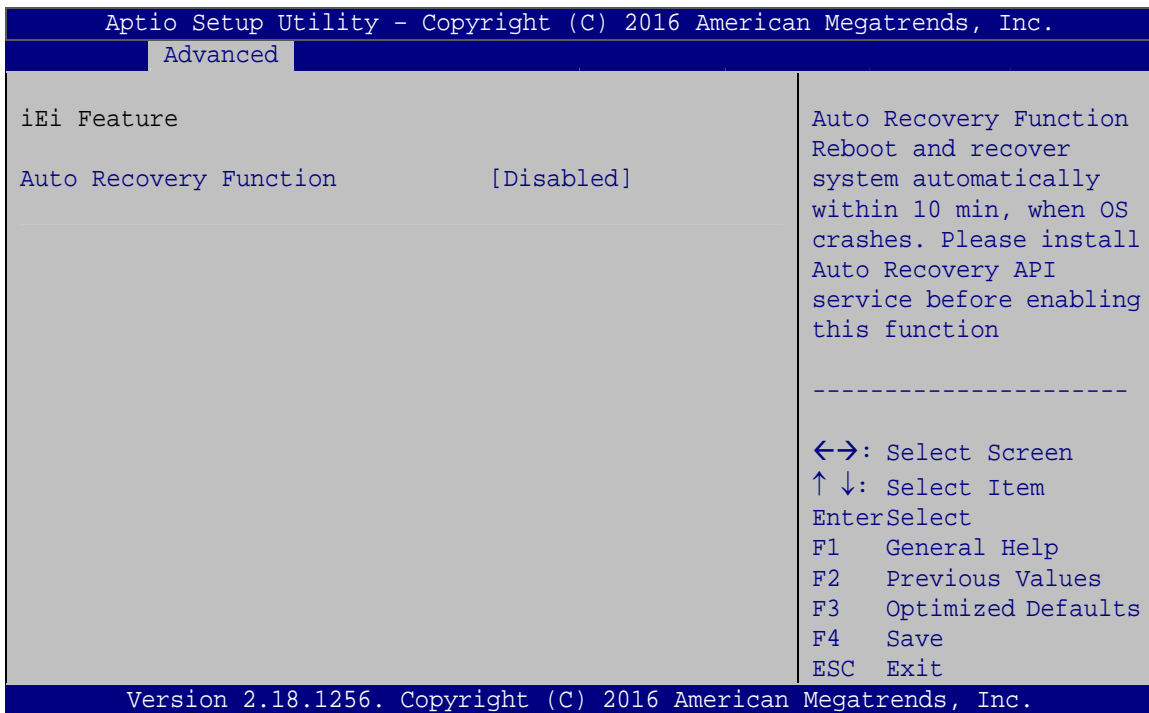 Aptio Setup Utility – Copyright (C) 2016 American Megatrends, Inc.
Advanced
iEi Feature
Auto Recovery Function [Disabled]
Auto Recovery Function
Reboot and recover
system automatically
within 10 min, when OS
crashes. Please install
Auto Recovery API
service before enabling
this function
----------------------
←→: Select Screen
↑ ↓: Select Item
EnterSelect
F1 General Help
F2 Previous Values
F3 Optimized Defaults
F4 Save
ESC Exit
Version 2.18.1256. Copyright (C) 2016 American Megatrends, Inc.